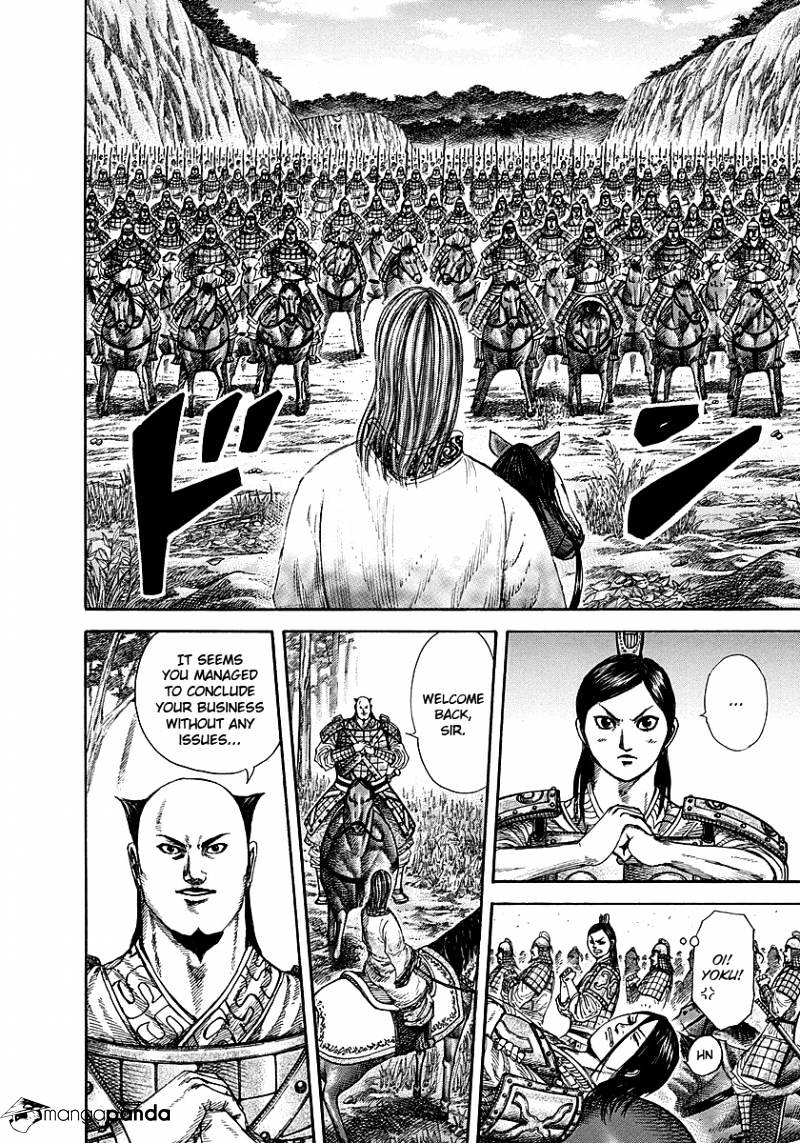 ドン
...
OI!
YOKU!
HN
WELCOME
BACK,
SIR.
IT SEEMS
YOU MANAGED
TO CONCLUDE
YOUR BUSINESS
WITHOUT ANY
ISSUES...
mangapanda